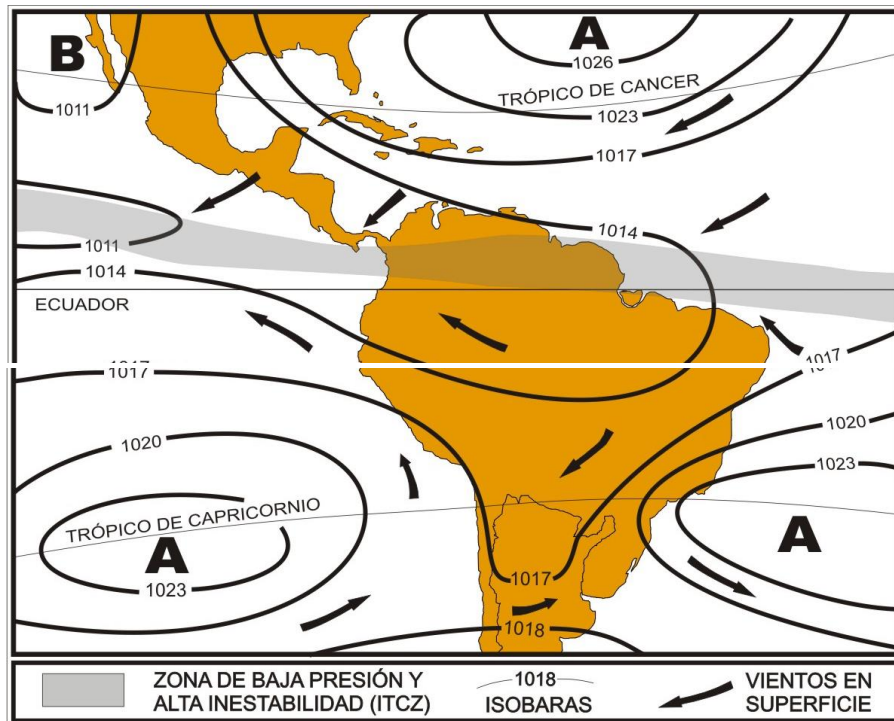 B
A
1026
TRÓPICO DE CANCER
1011
1023
1017
1014
1011
1014
ECUADOR
1017
1017
1020
1020
1023
TRÓPICO DE CAPRICORNIO
A
A
1023
1017
1018
ZONA DE BAJA PRESIÓN Y
ALTA INESTABILIDAD (ITCZ)
1018
ISOBARAS
VIENTOS EN
SUPERFICIE